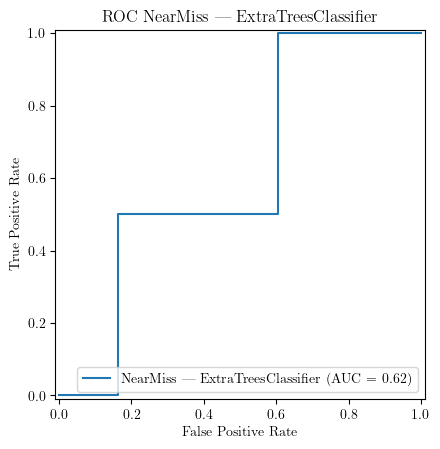 ROC NearMiss — ExtraTreesClassifier
True Positive Rate
1.0
0.8
0.6
0.4
0.2
0.0
NearMiss — ExtraTreesClassifier (AUC = 0.62)
0.0 0.2 0.4 0.6 0.8 1.0
False Positive Rate